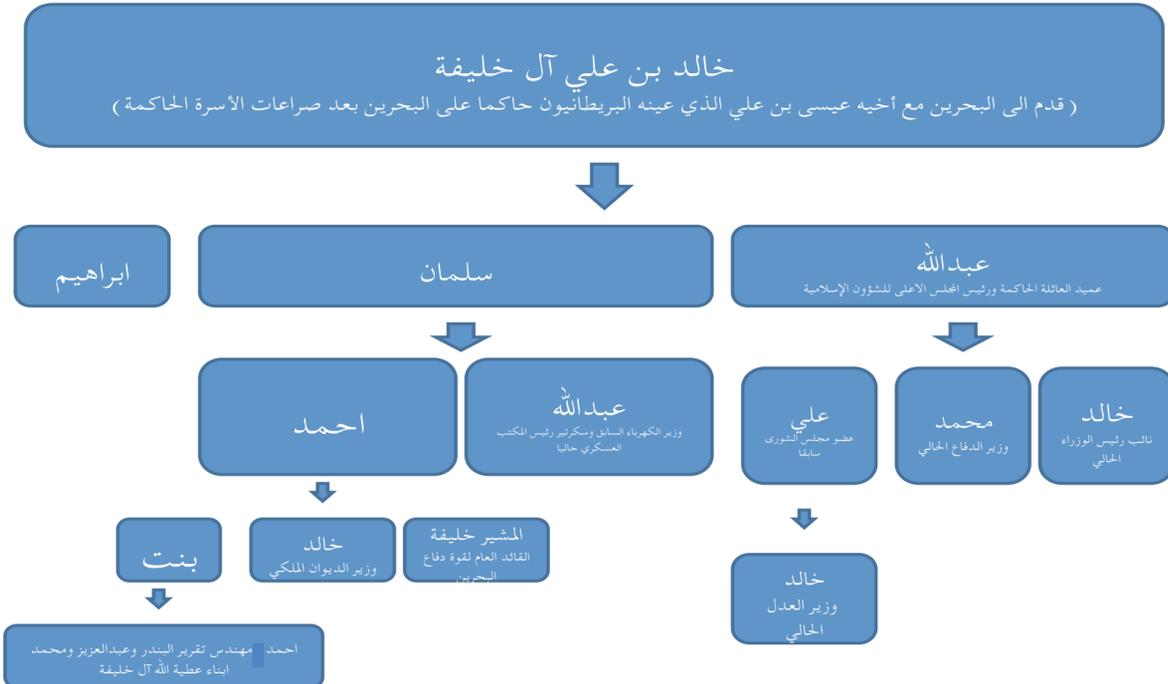 خالد بن علي آل خليفة
( قدم الى البحرين مع أخيه عيسى بن علي الذي عينه البريطانيون حاكما على البحرين بعد صراعات الأسرة الحاكمة )
عبدالله
عميد العائلة الحاكمة ورئيس المجلس الاعلى للشؤون الإسلامية
سلمان
ابراهيم
خالد
نائب رئيس الوزراء
الحالي
محمد
وزير الدفاع الحالي
علي
عضو مجلس الشورى
سابقا
عبدالله
وزير الكهرباء السابق وسكرتير رئيس المكتب
العسكري حاليا
احمد
خالد
وزير العدل
الحالي
المشير خليفة
القائد العام لقوة دفاع
البحرين
خالد
وزير الديوان الملكي
بنت
احمد مهندس تقرير البندر وعبدالعزيز ومحمد
ابناء عطية الله آل خليفة